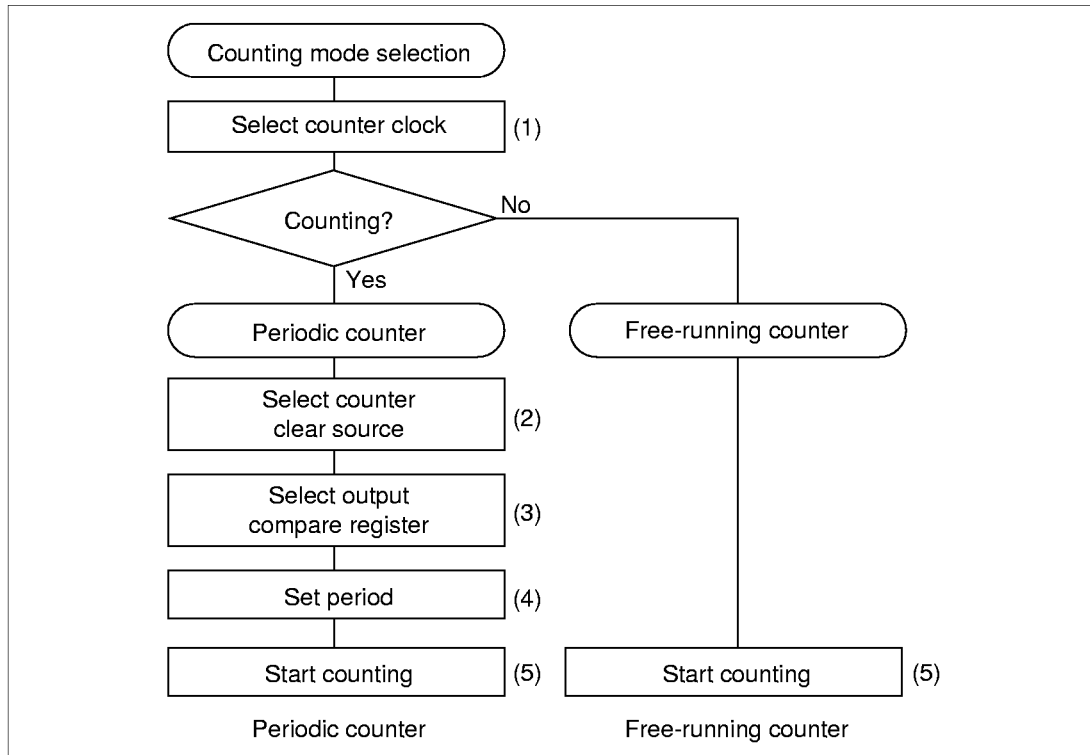 Counting mode selection
Select counter clock
(1)
Counting?
No
Yes
Periodic counter
Free-running counter
Select counter
clear source
(2)
Select output
compare register
(3)
Set period
(4)
Start counting
(5)
Start counting
(5)
Periodic counter
Free-running counter